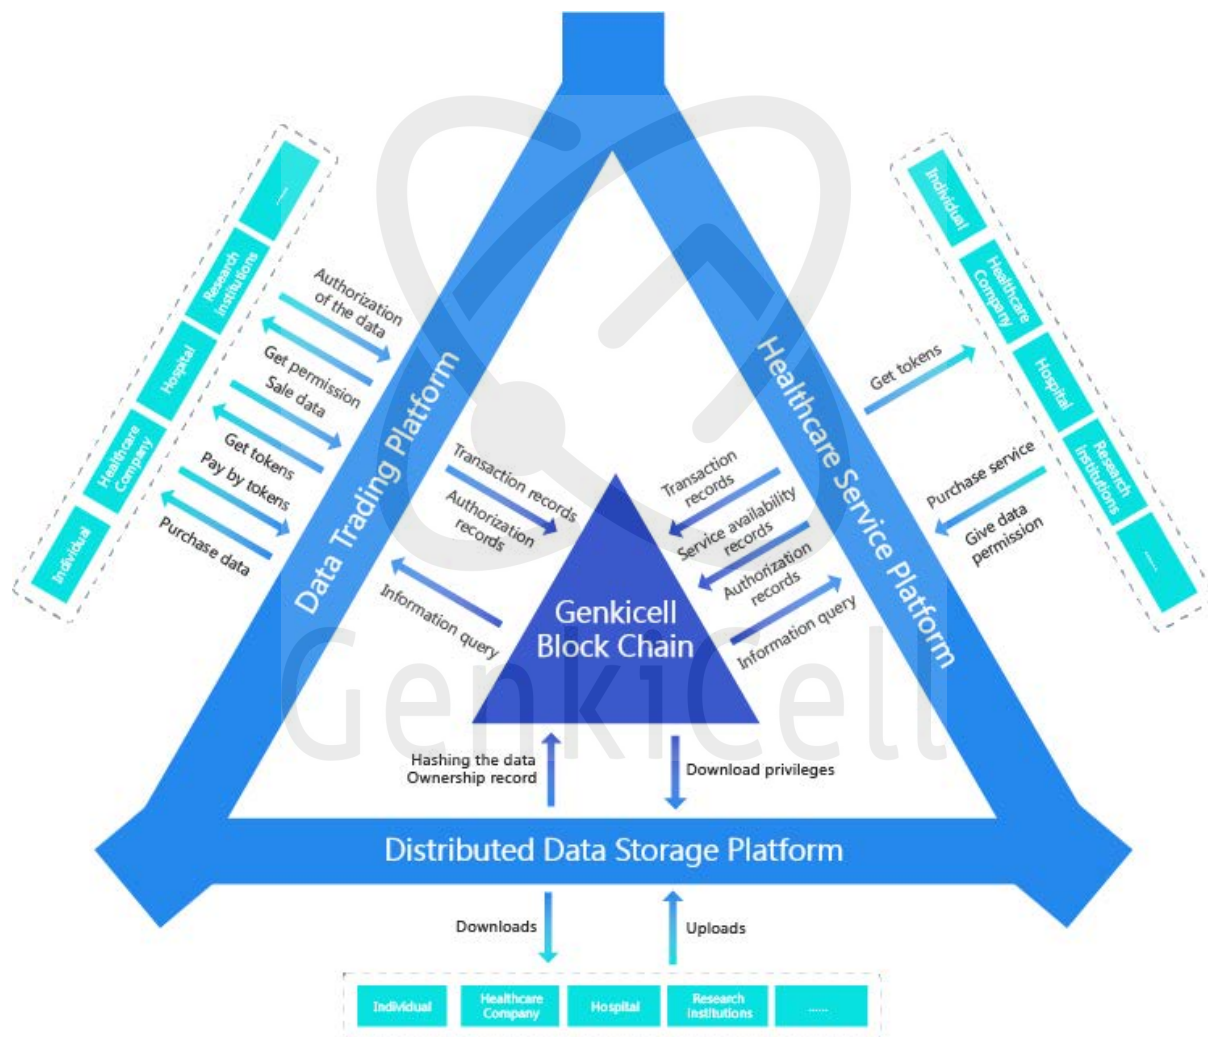 ......
Research
institutions
Hospital
Healthcare
Company
Individual
Authorization
of the data
Get permission
Sale data
Get tokens
Pay by tokens
Purchase data
Data Trading Platform
Transaction records
Authorization
records
Information query
Genkicell
Block Chain
Transaction
records
Service availability
records
Authorization
records
Information query
Healthcare Service Platform
Get tokens
Purchase service
Give data
permission
Individual
Healthcare
Company
Hospital
Research
institutions
......
GenkiCell
Hashing the data
Ownership record
Download privileges
Distributed Data Storage Platform
Downloads
Uploads
Individual
Healthcare
Company
Hospital
Research
institutions
......